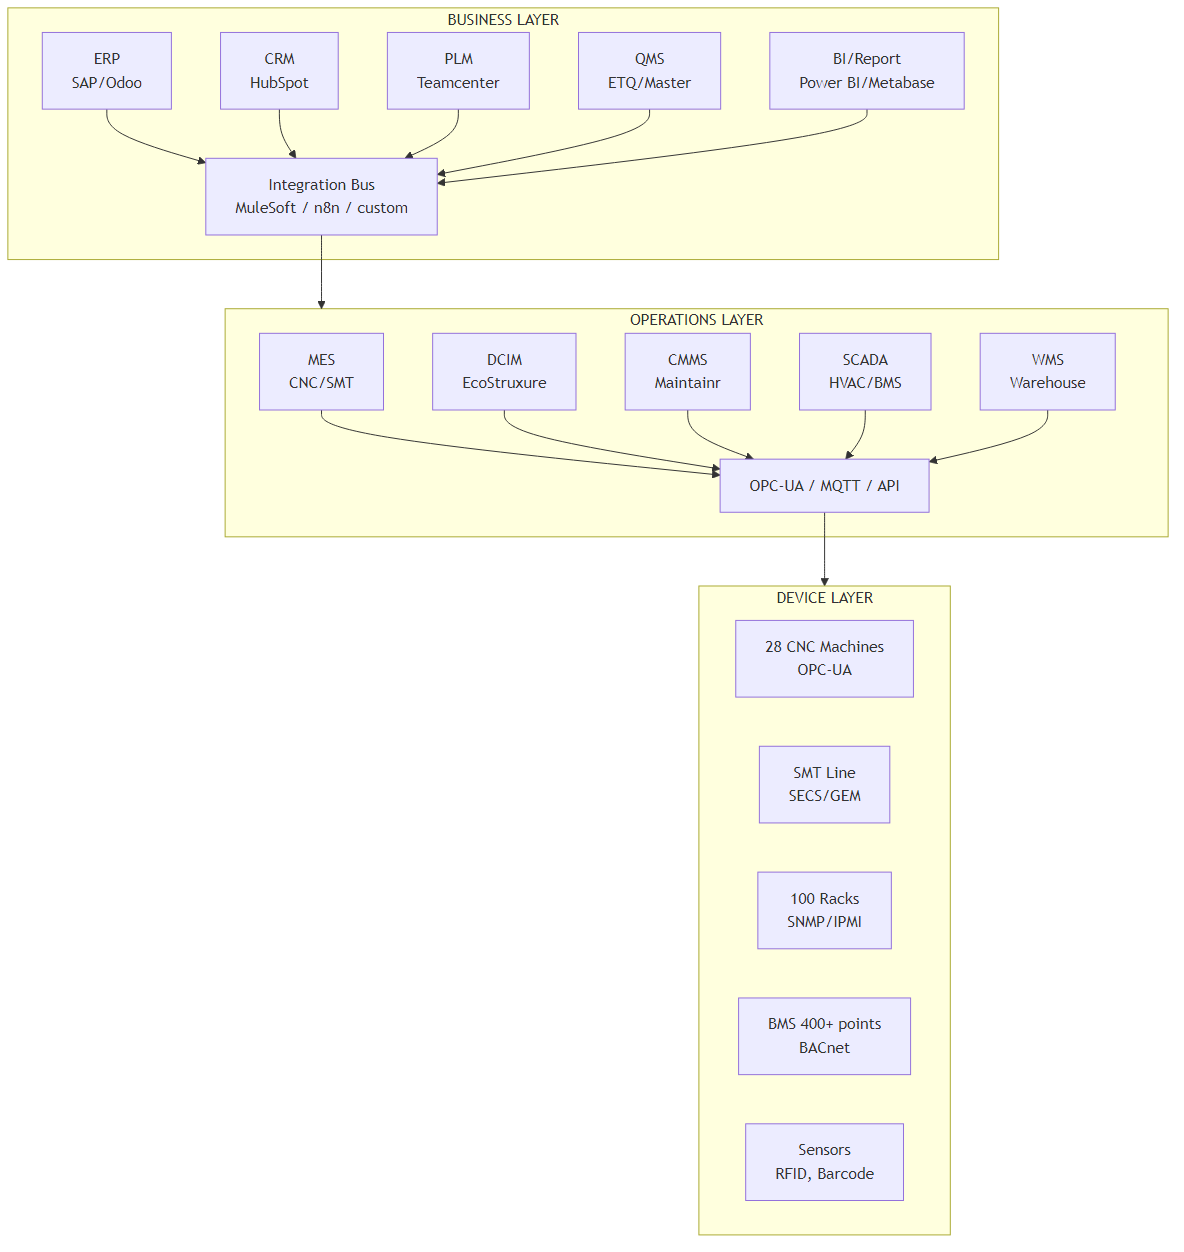 BUSINESS LAYER
ERP
SAP/Odoo
CRM
HubSpot
PLM
Teamcenter
QMS
ETQ/Master
BI/Report
Power BI/Metabase
Integration Bus
MuleSoft / n8n / custom
OPERATIONS LAYER
MES
CNC/SMT
DCIM
EcoStruxure
CMMS
Maintainr
SCADA
HVAC/BMS
WMS
Warehouse
OPC-UA / MQTT / API
DEVICE LAYER
28 CNC Machines
OPC-UA
SMT Line
SECS/GEM
100 Racks
SNMP/IPMI
BMS 400+ points
BACnet
Sensors
RFID, Barcode